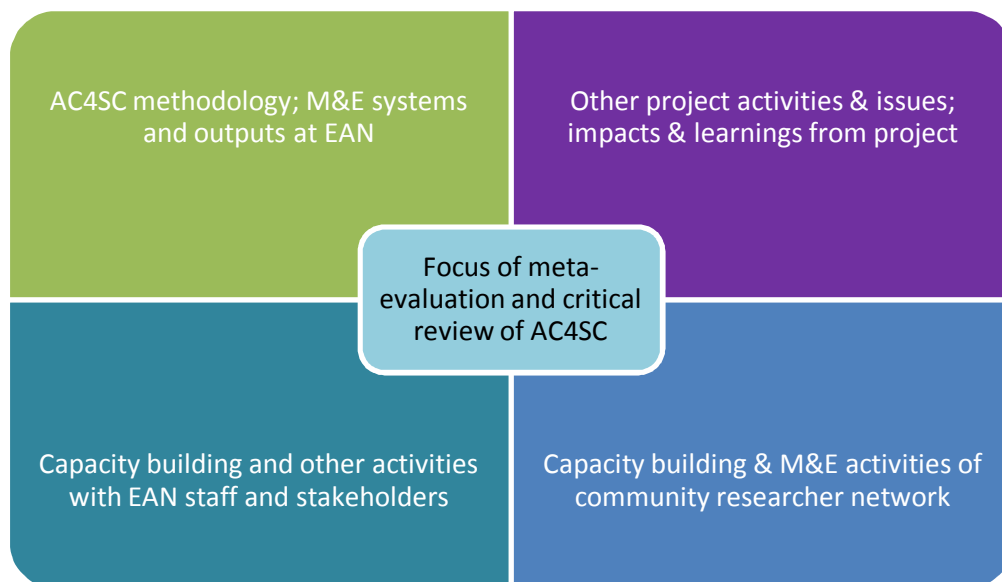 AC4SC methodology; M&E systems
and outputs at EAN
Other project activities & issues;
impacts & learnings from project
Focus of meta-
evaluation and critical
review of AC4SC
Capacity building and other activities
with EAN staff and stakeholders
Capacity building & M&E activities of
community researcher network